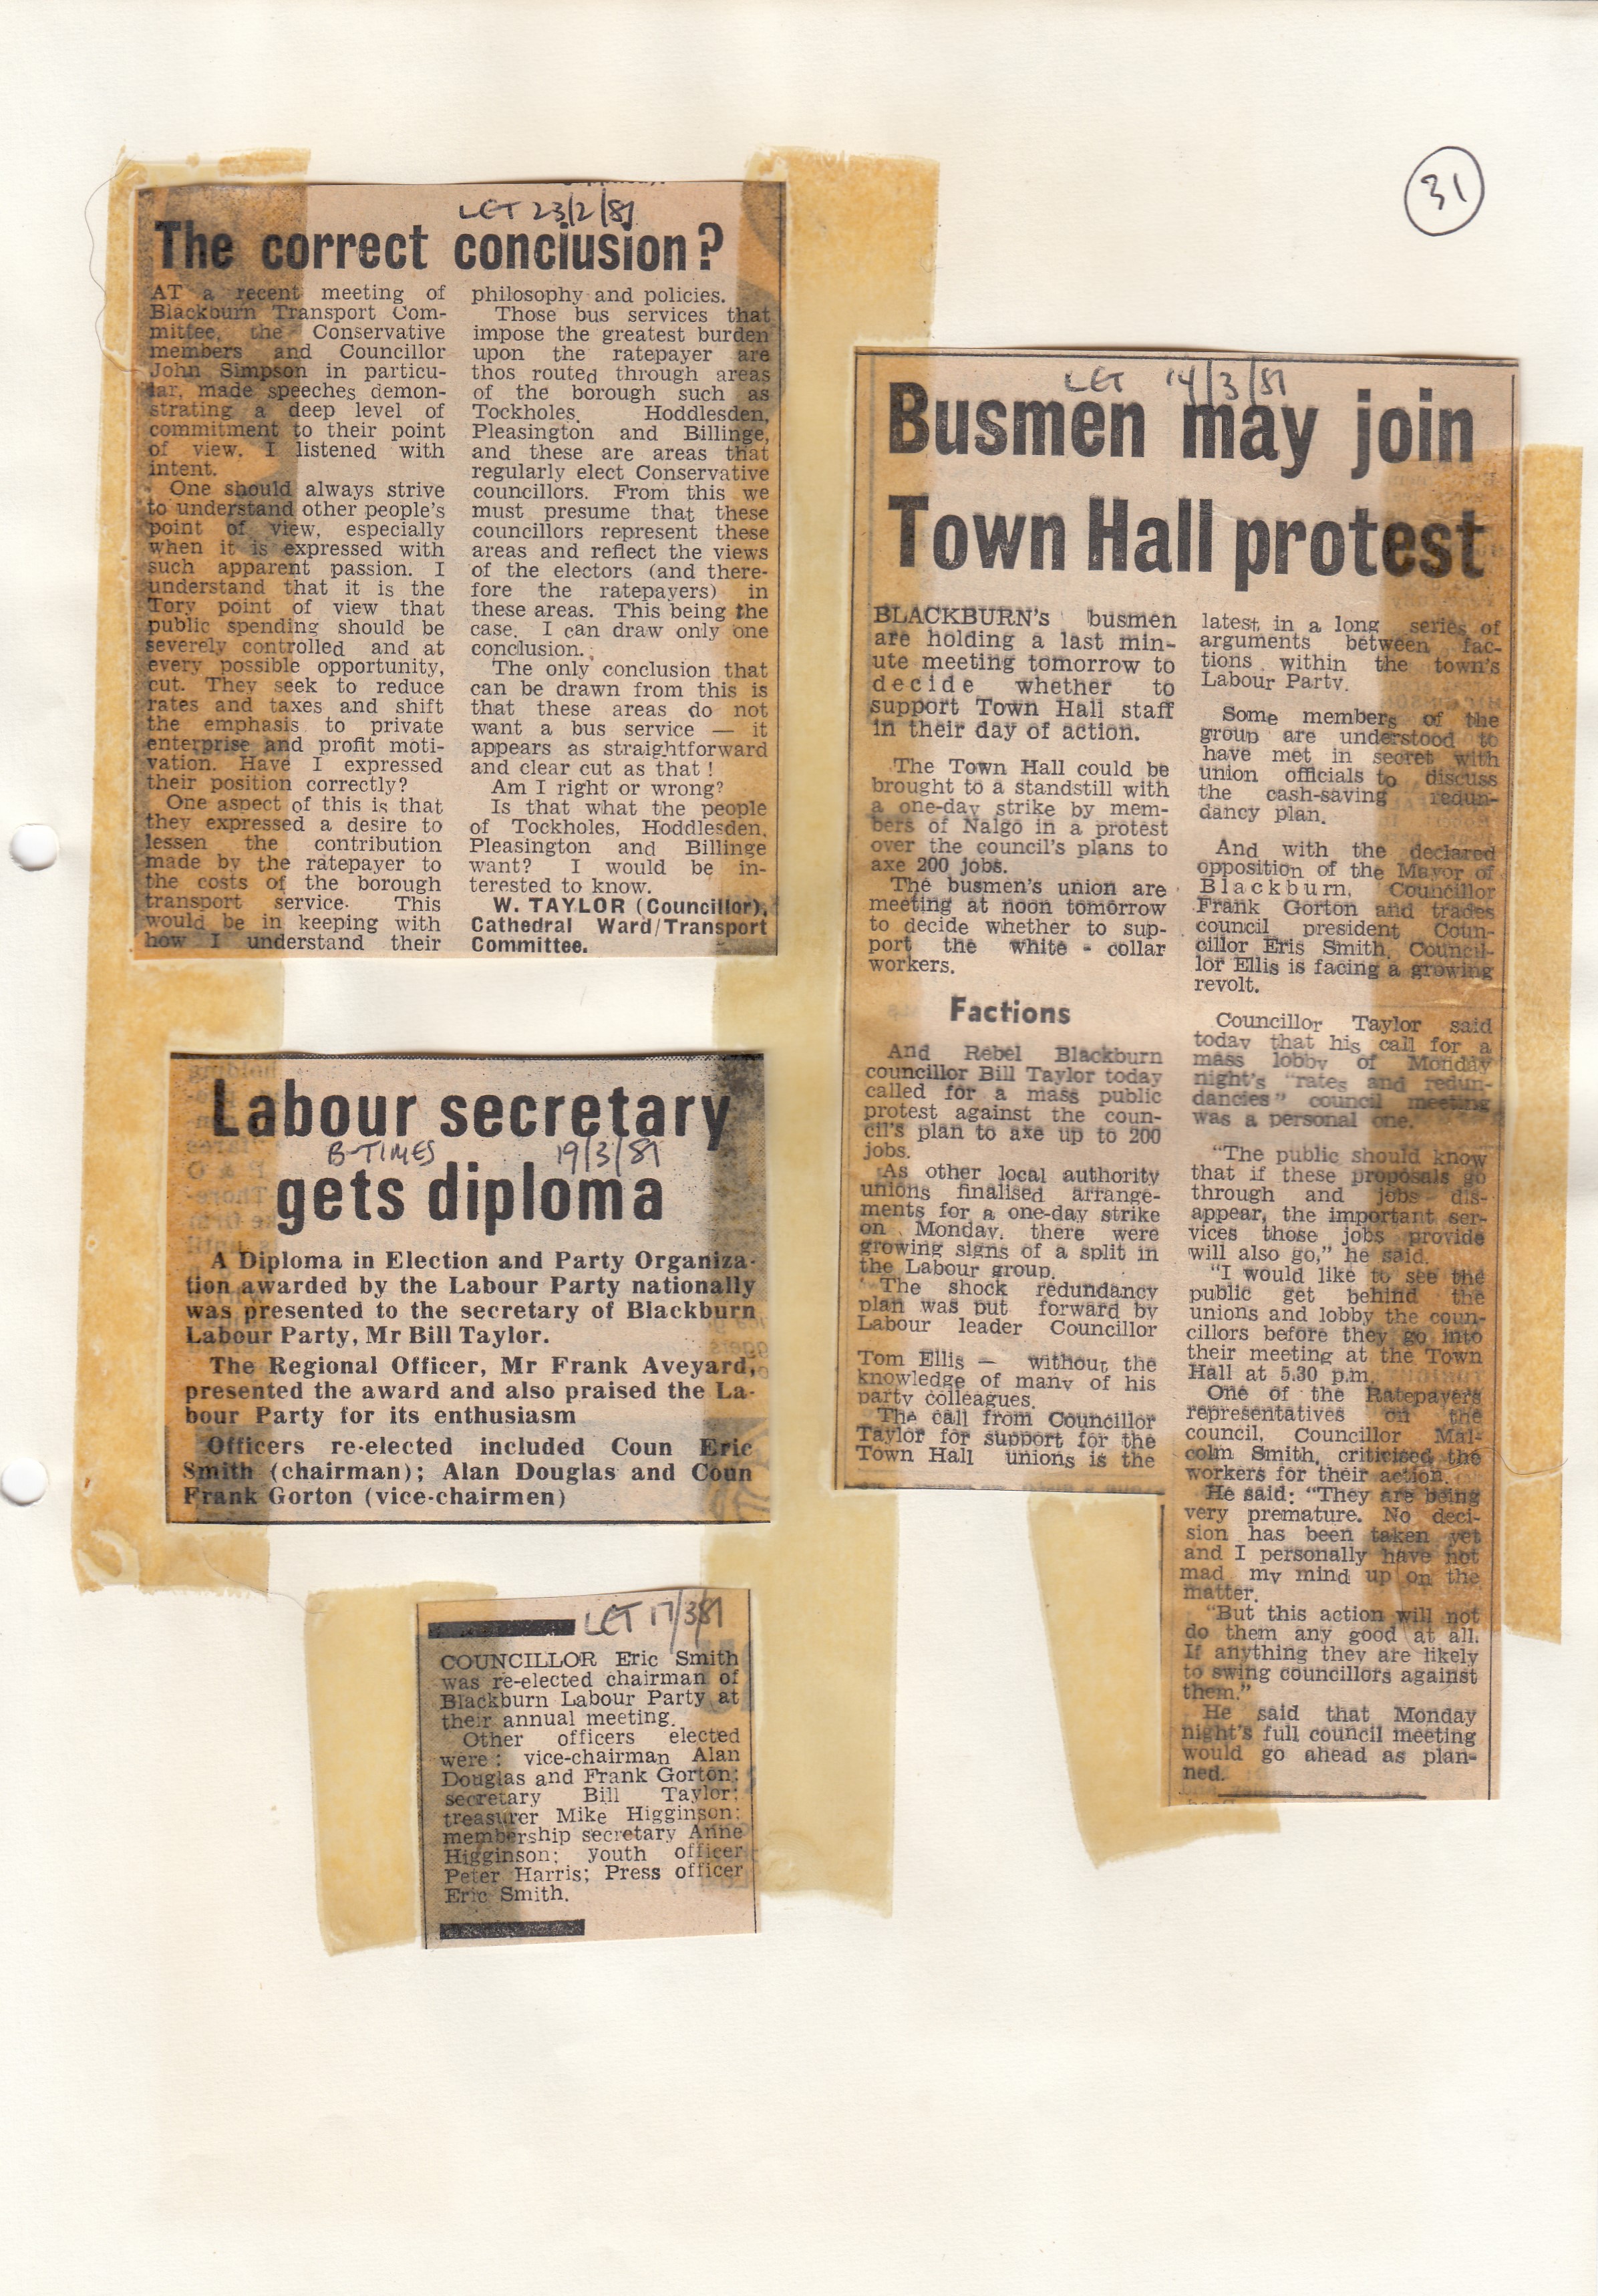 31
LET 23/2/81
The correct conclusion?
AT a recent meeting of
Blackburn Transport Com-
mittee, the Conservative
members and Councillor
John Simpson in particu-
lar, made speeches demon-
strating a deep level of
commitment to their point
of view. I listened with
intent.
One should always strive
to understand other people's
point of view, especially
when it is expressed with
such apparent passion. I
understand that it is the
Tory point of view that
public spending should be
severely controlled and at
every possible opportunity,
cut. They seek to reduce
rates and taxes and shift
the emphasis to private
enterprise and profit moti-
vation. Have I expressed
their position correctly?
One aspect of this is that
they expressed a desire to
lessen the contribution
made by the ratepayer to
the costs of the borough
transport service. This
would be in keeping with
how I understand their
philosophy and policies.
Those bus services that
impose the greatest burden
upon the ratepayer are
thos routed through areas
of the borough such as
Tockholes, Hoddlesden,
Pleasington and Billinge,
and these are areas that
regularly elect Conservative
councillors. From this we
must presume that these
councillors represent these
areas and reflect the views
of the electors (and there-
fore the ratepayers) in
these areas. This being the
case, I can draw only one
conclusion.
The only conclusion that
can be drawn from this is
that these areas do not
want a bus service — it
appears as straightforward
and clear cut as that!
Am I right or wrong?
Is that what the people
of Tockholes, Hoddlesden,
Pleasington and Billinge
want? I would be in-
terested to know.
W. TAYLOR (Councillor),
Cathedral Ward/Transport
Committee.
Labour secretary
B-TIMES 19/3/81
gets diploma
A Diploma in Election and Party Organiza-
tion awarded by the Labour Party nationally
was presented to the secretary of Blackburn
Labour Party, Mr Bill Taylor.
The Regional Officer, Mr Frank Aveyard,
presented the award and also praised the La-
bour Party for its enthusiasm
Officers re-elected included Coun Eric
Smith (chairman); Alan Douglas and Coun
Frank Gorton (vice-chairmen)
LET 17/3/81
COUNCILLOR Eric Smith
was re-elected chairman of
Blackburn Labour Party at
their annual meeting.
Other officers elected
were: vice-chairman Alan
Douglas and Frank Gorton;
secretary Bill Taylor;
treasurer Mike Higginson;
membership secretary Anne
Higginson; youth officer
Peter Harris; Press officer
Eric Smith.
LET 14/3/81
Busmen may join
Town Hall protest
BLACKBURN's busmen
are holding a last min-
ute meeting tomorrow to
decide whether to
support Town Hall staff
in their day of action.
The Town Hall could be
brought to a standstill with
a one-day strike by mem-
bers of Nalgo in a protest
over the council's plans to
axe 200 jobs.
The busmen's union are
meeting at noon tomorrow
to decide whether to sup-
port the white - collar
workers.
Factions
And Rebel Blackburn
councillor Bill Taylor today
called for a mass public
protest against the coun-
cil's plan to axe up to 200
jobs.
As other local authority
unions finalised arrange-
ments for a one-day strike
on Monday, there were
growing signs of a split in
the Labour group.
The shock redundancy
plan was put forward by
Labour leader Councillor
Tom Ellis — without the
knowledge of many of his
party colleagues.
The call from Councillor
Taylor for support for the
Town Hall unions is the
latest in a long series of
arguments between fac-
tions within the town's
Labour Party.
Some members of the
group are understood to
have met in secret with
union officials to discuss
the cash-saving redun-
dancy plan.
And with the declared
opposition of the Mayor of
Blackburn, Councillor
Frank Gorton and trades
council president Coun-
cillor Eris Smith, Council-
lor Ellis is facing a growing
revolt.
Councillor Taylor said
today that his call for a
mass lobby of Monday
night's "rates and redun-
dancies" council meeting
was a personal one.
"The public should know
that if these proposals go
through and jobs dis-
appear, the important ser-
vices those jobs provide
will also go," he said.
"I would like to see the
public get behind the
unions and lobby the coun-
cillors before they go into
their meeting at the Town
Hall at 5.30 p.m.
One of the Ratepayers
representatives on the
council, Councillor Mal-
colm Smith, criticised the
workers for their action.
He said: "They are being
very premature. No deci-
sion has been taken yet
and I personally have not
mad my mind up on the
matter.
"But this action will not
do them any good at all.
If anything they are likely
to swing councillors against
them."
He said that Monday
night's full council meeting
would go ahead as plan-
ned.